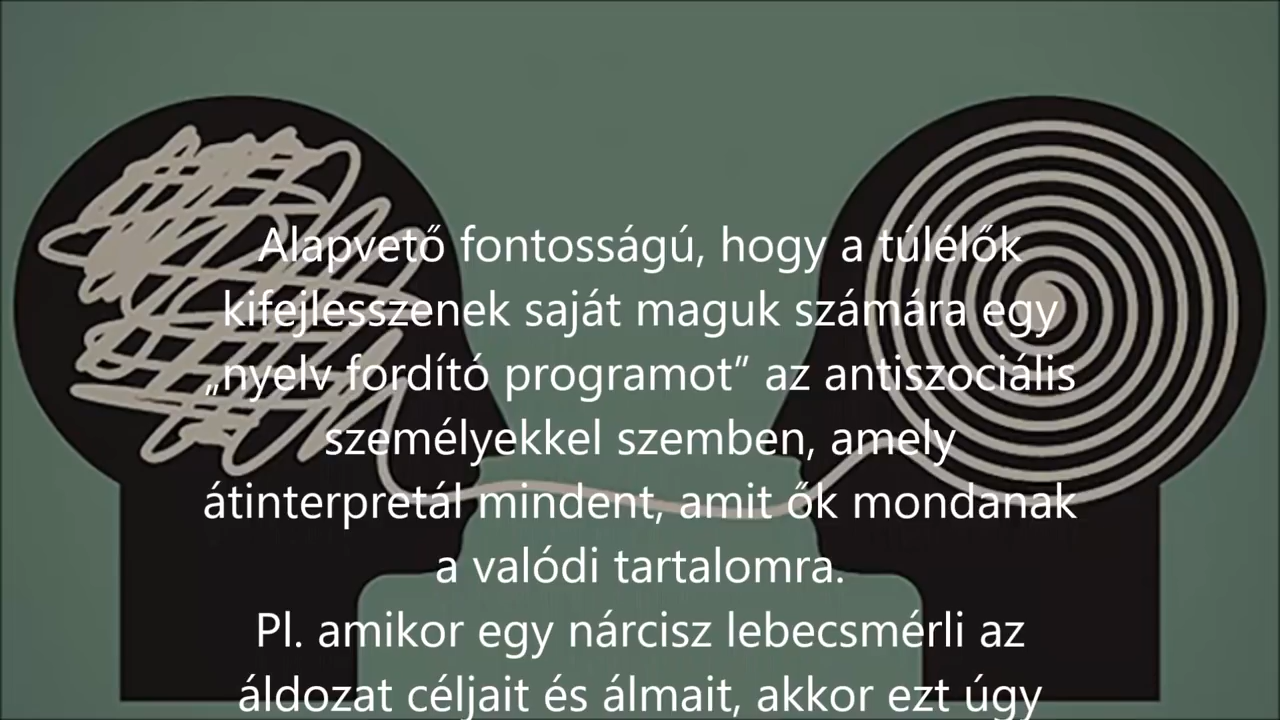 Alapvető fontosságú, hogy a túlélők
kifejlesszenek saját maguk számára egy
„nyelv fordító programot” az antiszociális
személyekkel szemben, amely
átinterpretál mindent, amit ők mondanak
a valódi tartalomra.
Pl. amikor egy nárcisz lebecsmérli az
áldozat céljait és álmait, akkor ezt úgy